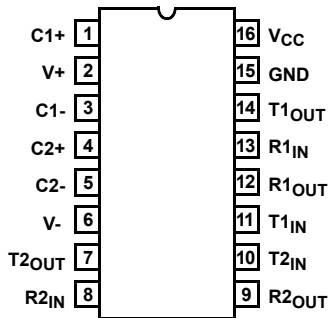 C1+ 1 16 VCC
V+ 2 15 GND
C1- 3 14 T1OUT
C2+ 4 13 R1IN
C2- 5 12 R1OUT
V- 6 11 T1IN
T2OUT 7 10 T2IN
R2IN 8 9 R2OUT